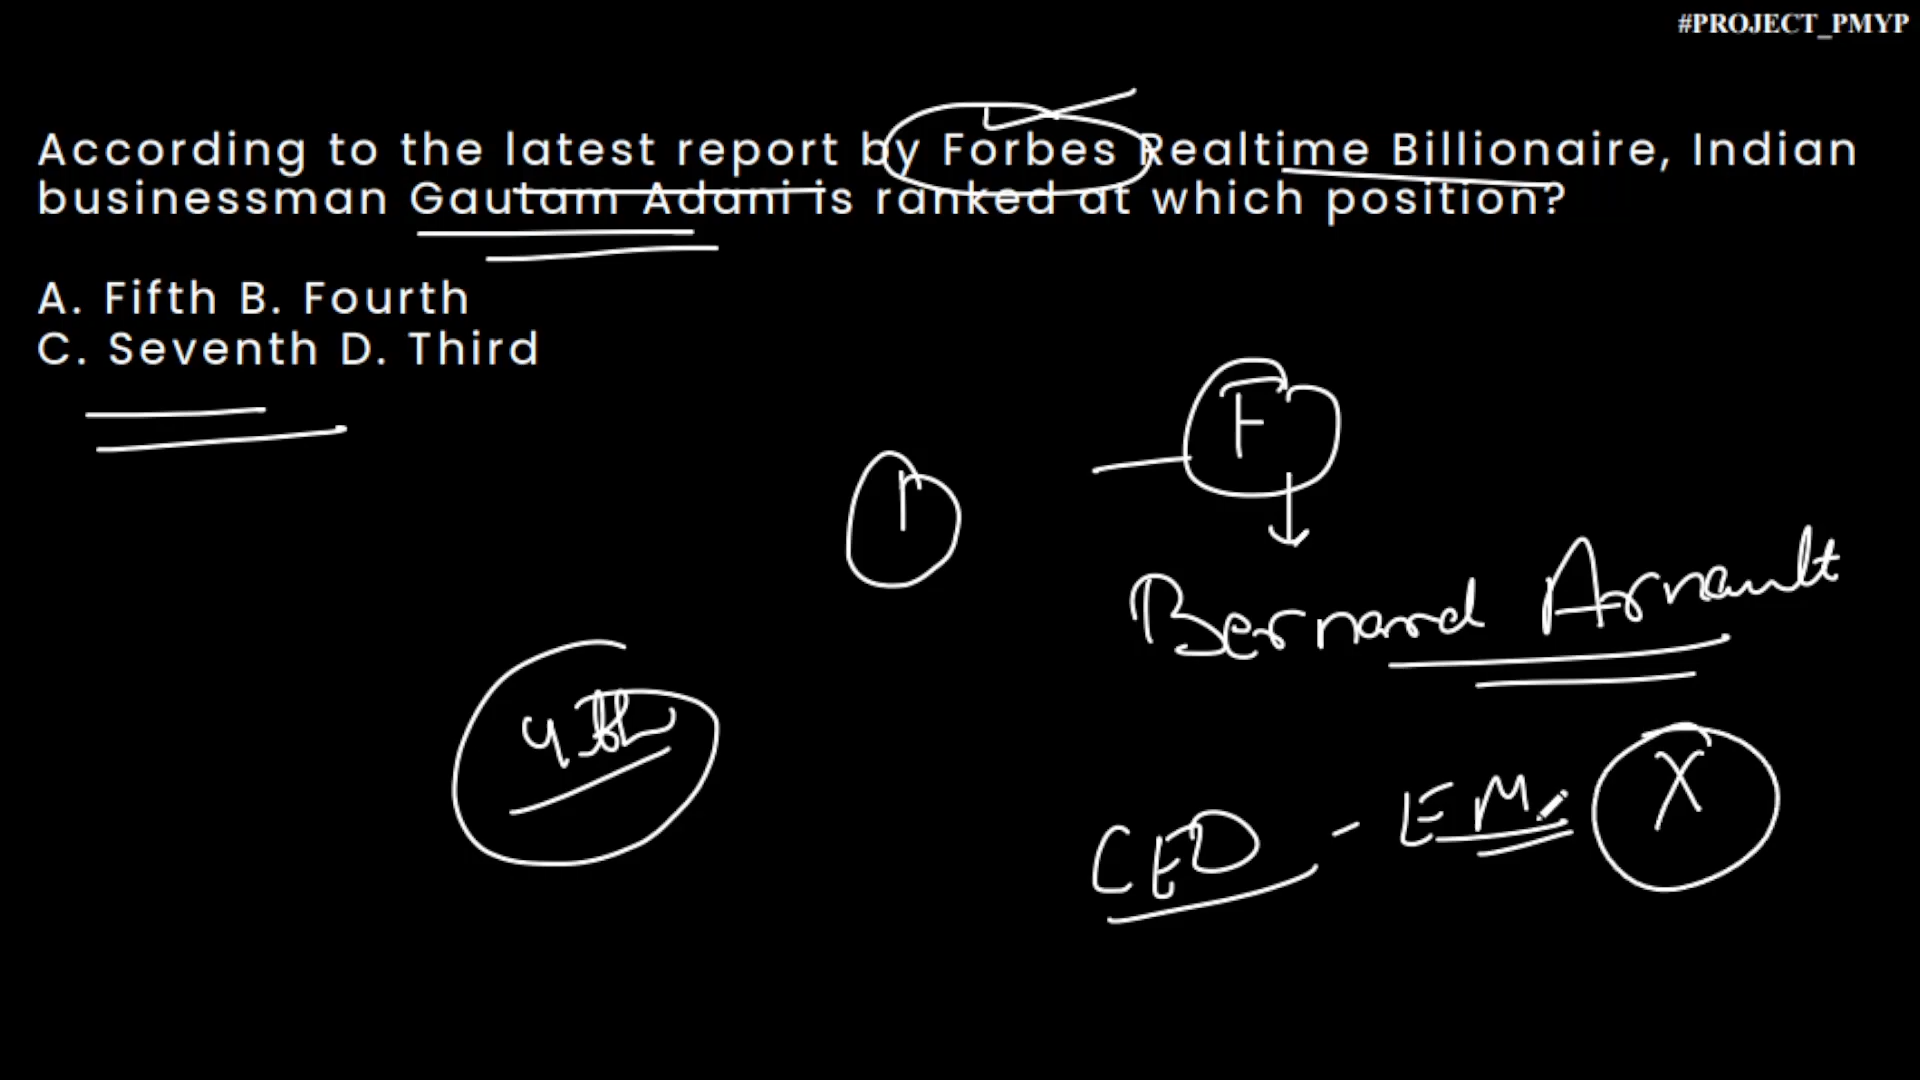 #PROJECT_PMYP
According to the latest report by Forbes Realtime Billionaire, Indian
businessman Gautam Adani is ranked at which position?
A. Fifth B. Fourth
C. Seventh D. Third
F
1
Bernard Arnault
4th
CEO - EM. X